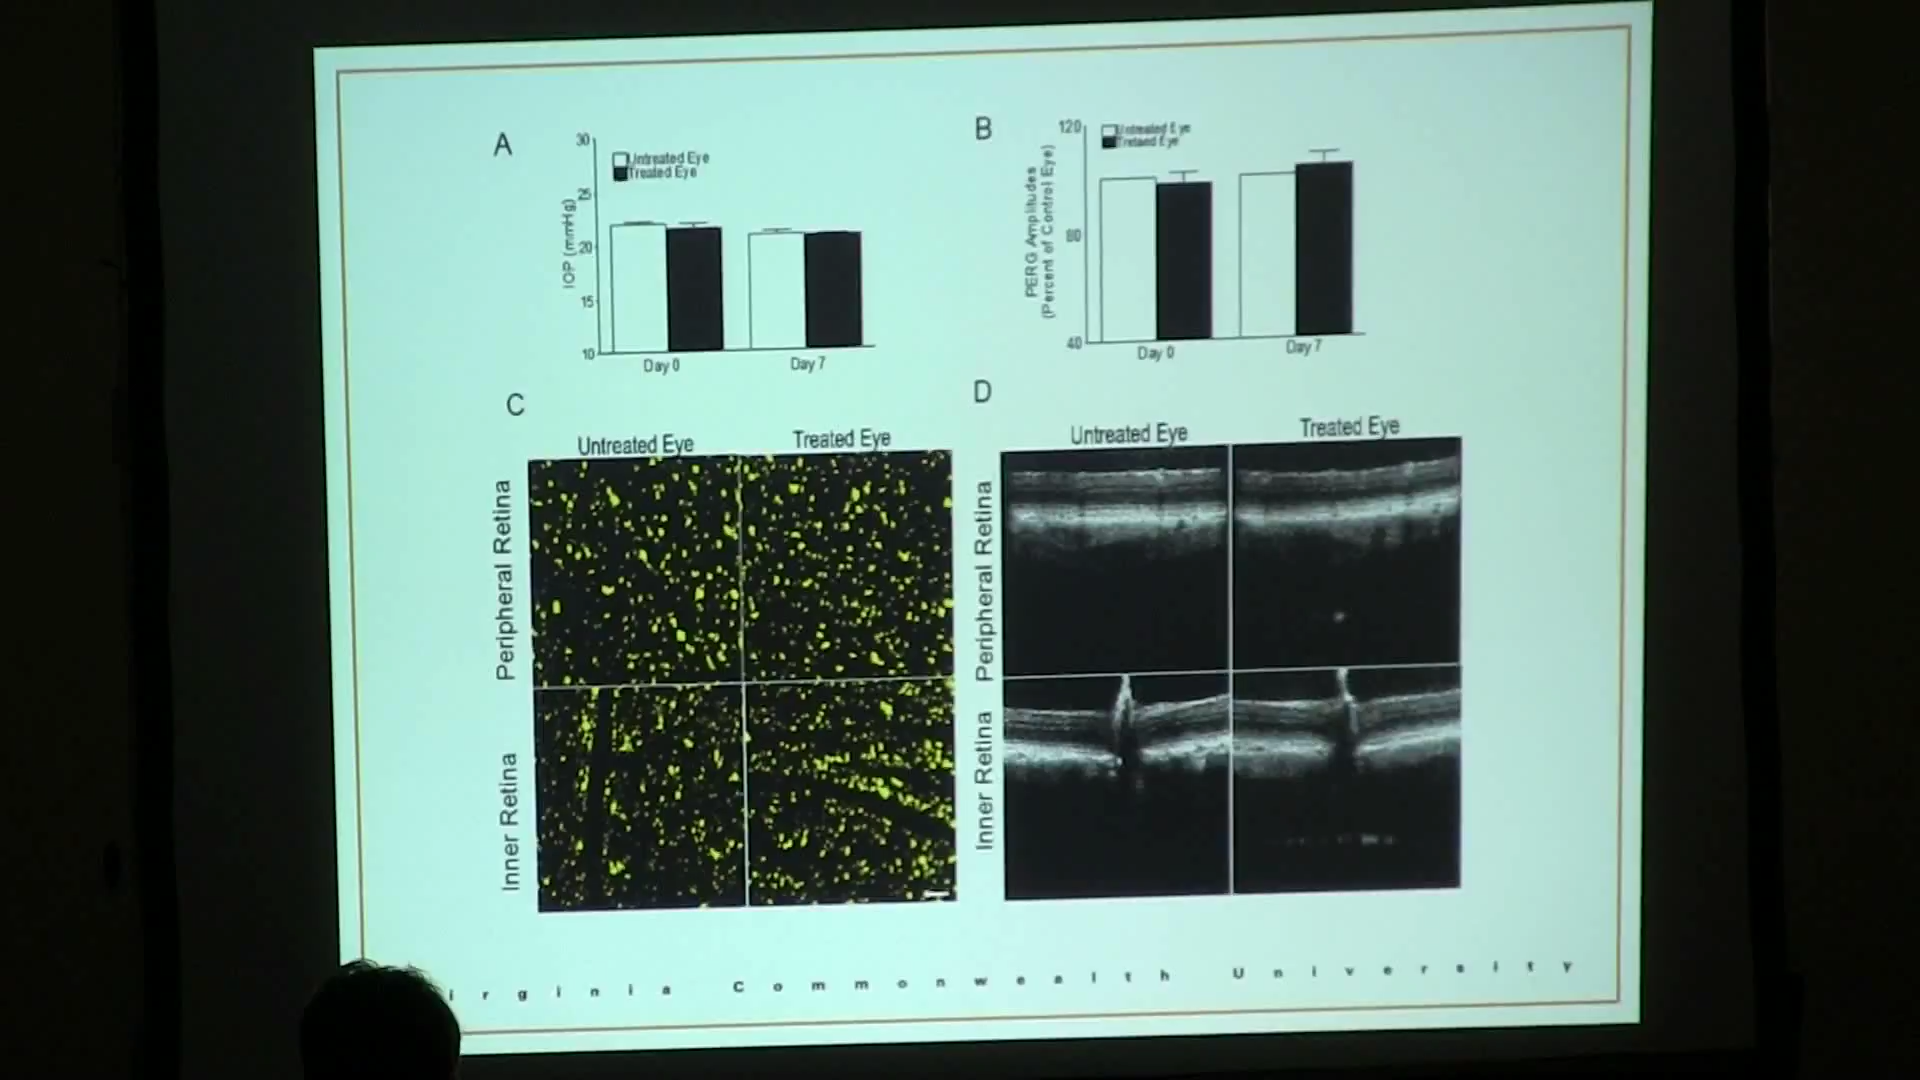 A
30
Untreated Eye
Treated Eye
25
20
15
10
IOP (mmHg)
Day 0
Day 7
B
120
Untreated Eye
Tretaed Eye
80
40
PERG Amplitudes
(Percent of Control Eye)
Day 0
Day 7
C
Untreated Eye
Treated Eye
Peripheral Retina
Inner Retina
D
Untreated Eye
Treated Eye
Peripheral Retina
Inner Retina
irginia Commonwealth University